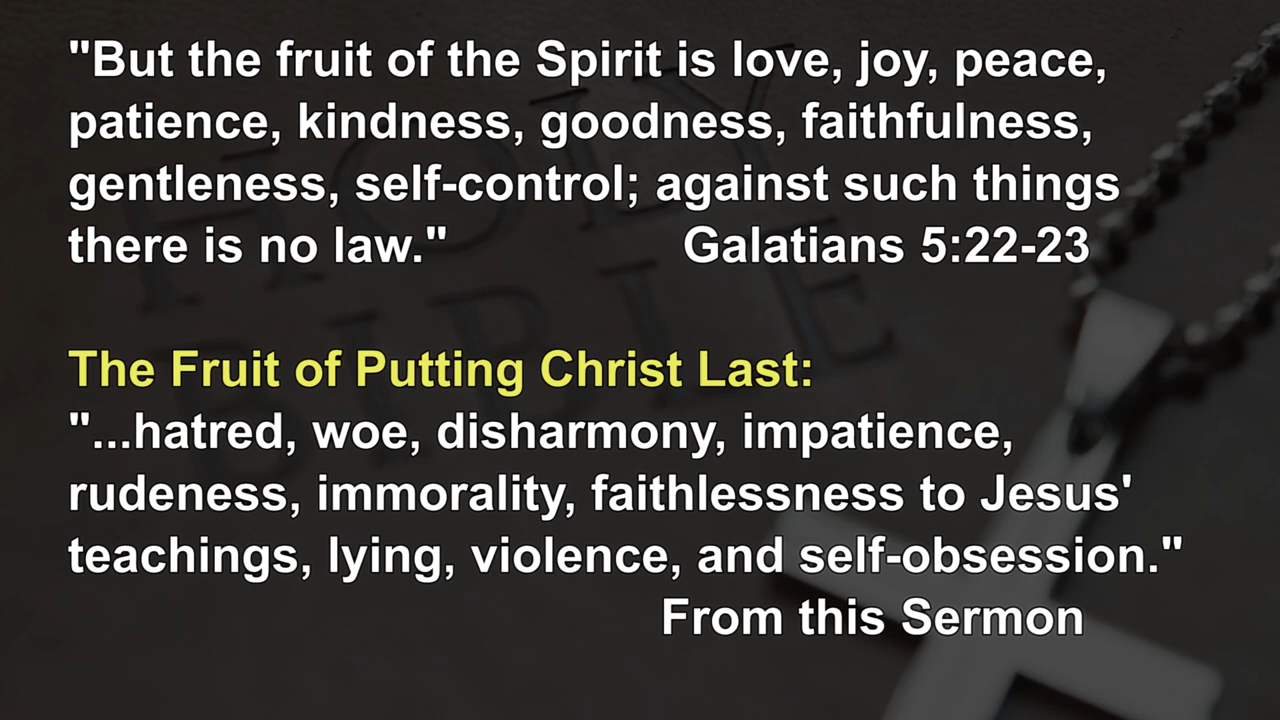 "But the fruit of the Spirit is love, joy, peace,
patience, kindness, goodness, faithfulness,
gentleness, self-control; against such things
there is no law." Galatians 5:22-23
The Fruit of Putting Christ Last:
"...hatred, woe, disharmony, impatience,
rudeness, immorality, faithlessness to Jesus'
teachings, lying, violence, and self-obsession."
From this Sermon
HOLY
BIBLE